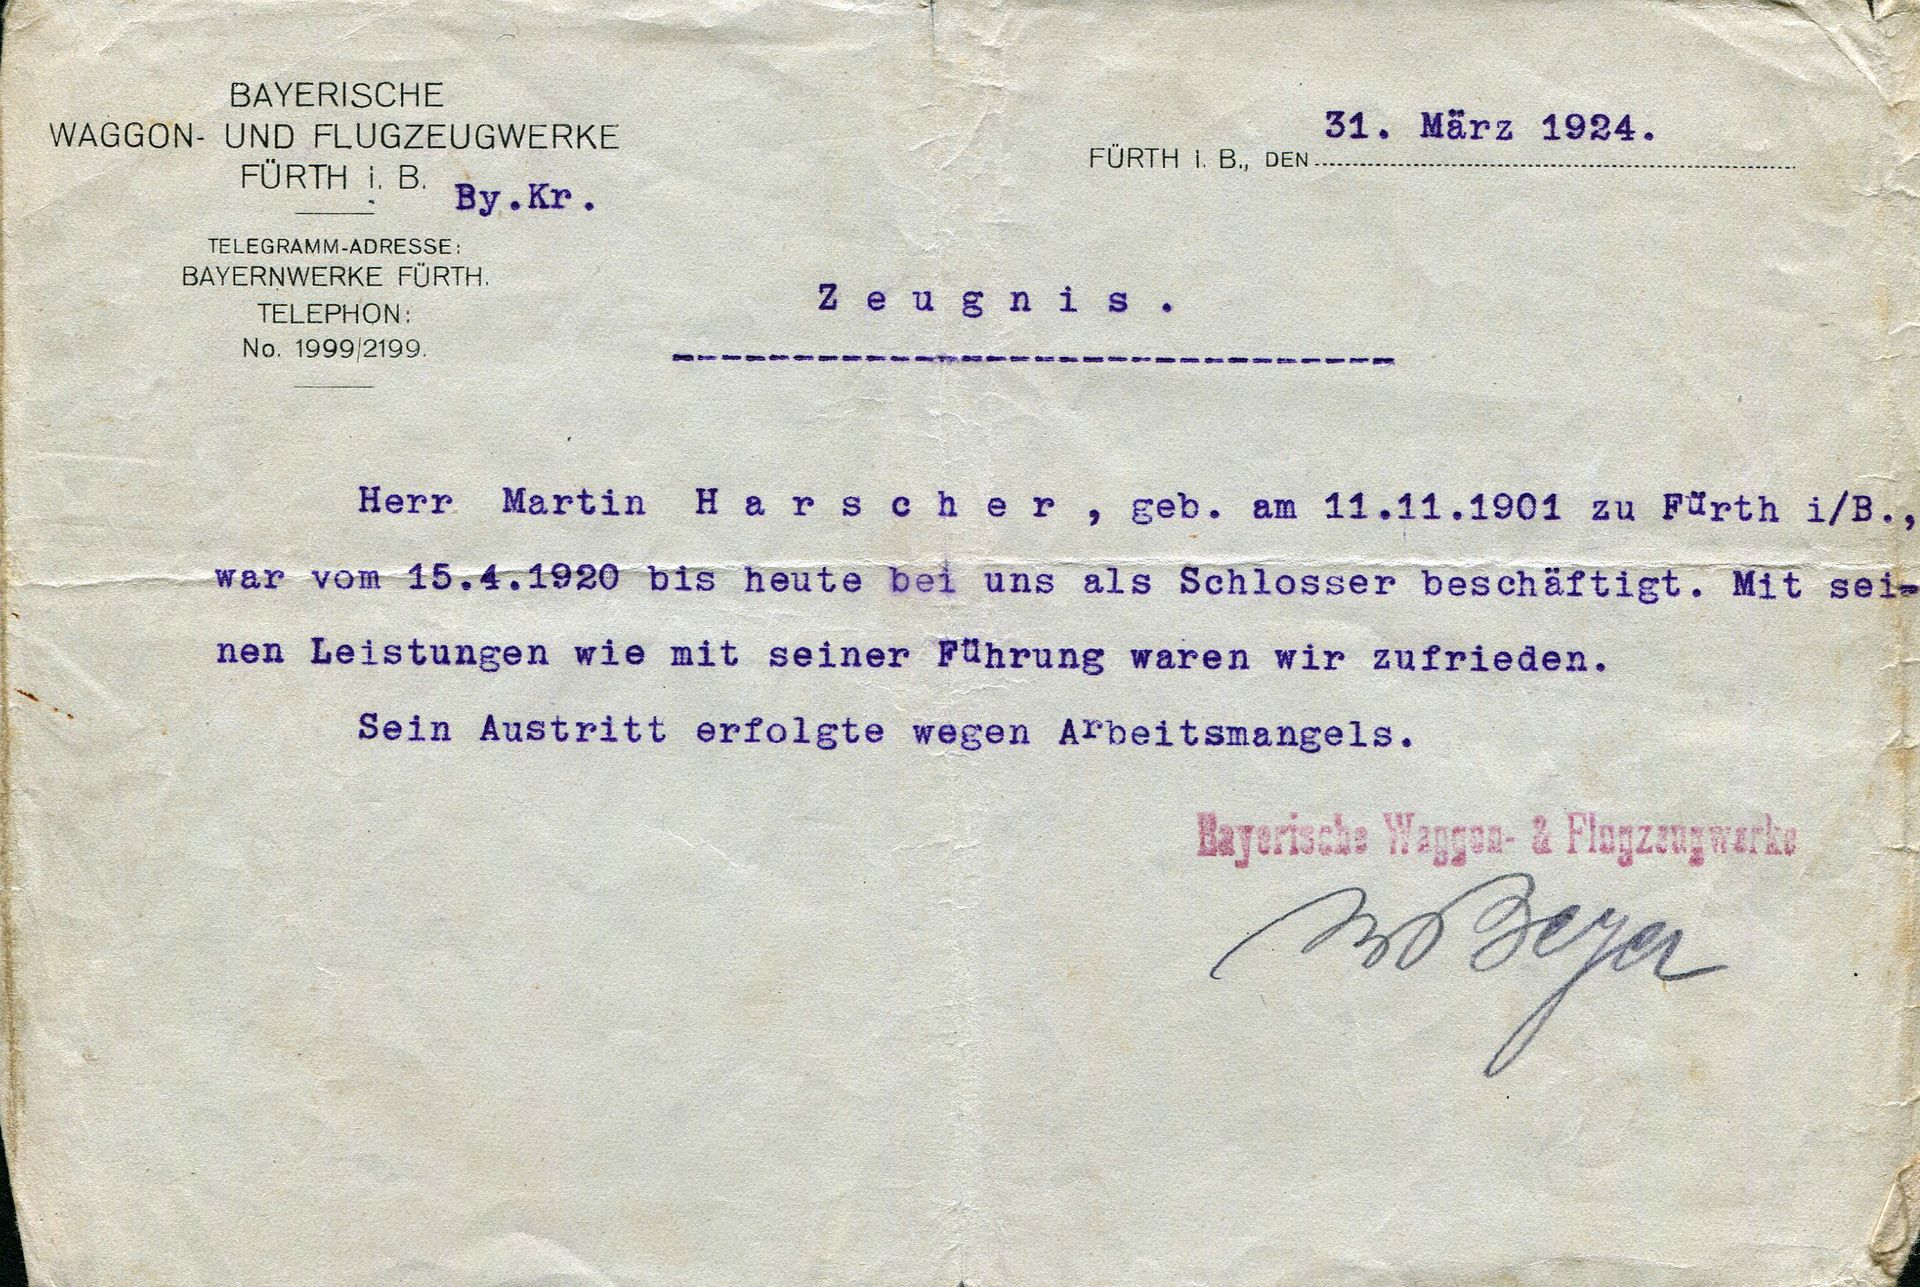 BAYERISCHE
WAGGON- UND FLUGZEUGWERKE
FÜRTH i. B.
By.Kr.
TELEGRAMM-ADRESSE:
BAYERNWERKE FÜRTH.
TELEPHON:
No. 1999/2199.
31. März 1924.
FÜRTH i. B., DEN
Zeugnis.
Herr Martin Harscher, geb. am 11.11.1901 zu Fürth i/B.,
war vom 15.4.1920 bis heute bei uns als Schlosser beschäftigt. Mit sei-
nen Leistungen wie mit seiner Führung waren wir zufrieden.
Sein Austritt erfolgte wegen Arbeitsmangels.
Bayerische Waggon- & Flugzeugwerke
Beyer